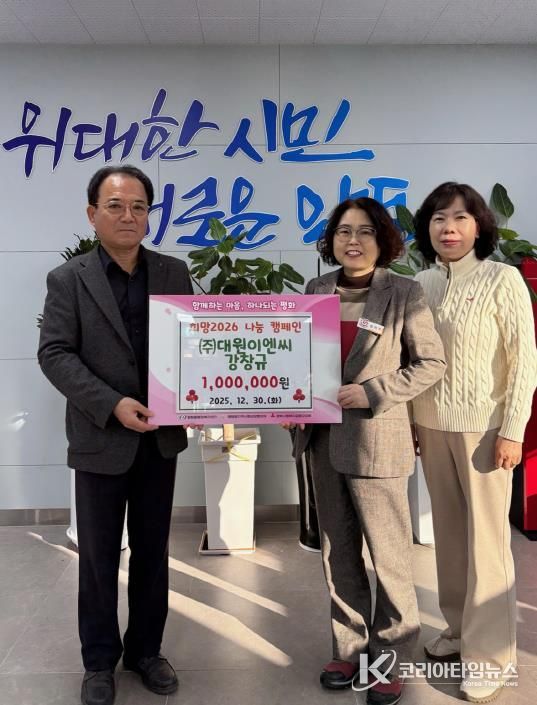 위대한 시민
새로운 안동
함께하는 마음, 하나되는 평화
희망2026 나눔 캠페인
(주)대원이엔씨
강창규
1,000,000원
2025. 12. 30.(화)
코리아타임뉴스
Korea Time News